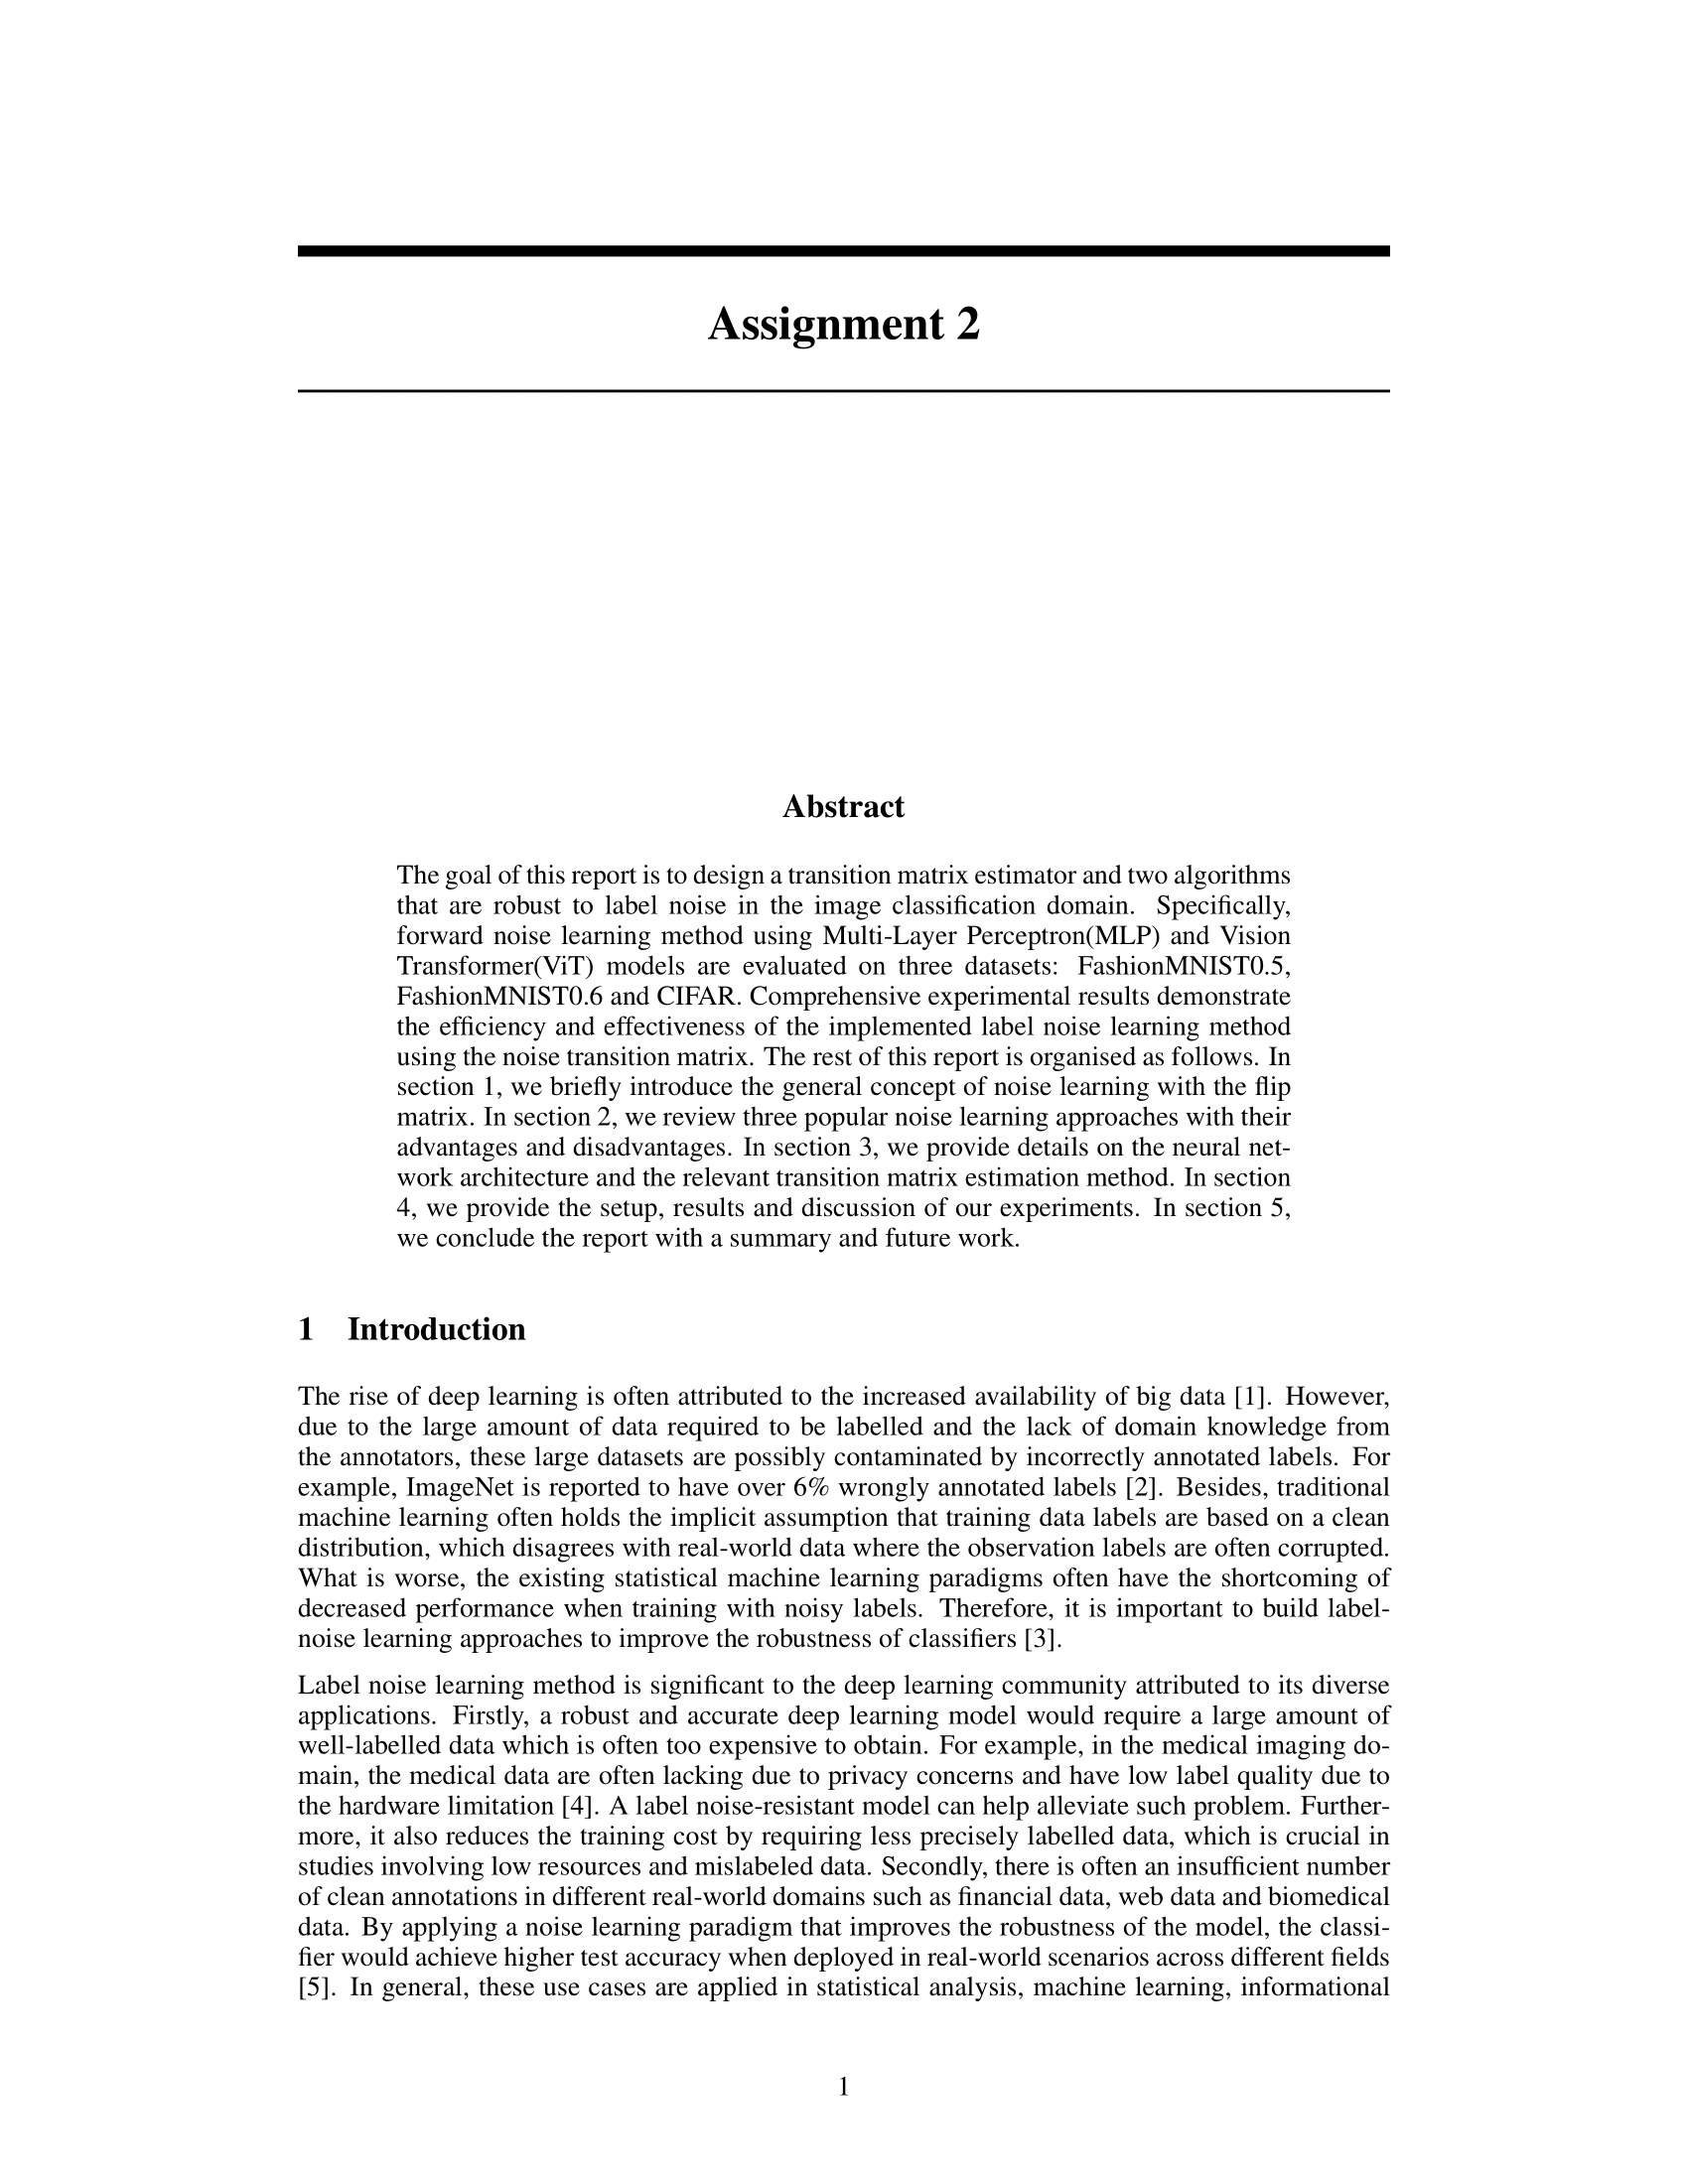 Assignment 2
Abstract
The goal of this report is to design a transition matrix estimator and two algorithms
that are robust to label noise in the image classification domain. Specifically,
forward noise learning method using Multi-Layer Perceptron(MLP) and Vision
Transformer(ViT) models are evaluated on three datasets: FashionMNIST0.5,
FashionMNIST0.6 and CIFAR. Comprehensive experimental results demonstrate
the efficiency and effectiveness of the implemented label noise learning method
using the noise transition matrix. The rest of this report is organised as follows. In
section 1, we briefly introduce the general concept of noise learning with the flip
matrix. In section 2, we review three popular noise learning approaches with their
advantages and disadvantages. In section 3, we provide details on the neural net-
work architecture and the relevant transition matrix estimation method. In section
4, we provide the setup, results and discussion of our experiments. In section 5,
we conclude the report with a summary and future work.
1 Introduction
The rise of deep learning is often attributed to the increased availability of big data [1]. However,
due to the large amount of data required to be labelled and the lack of domain knowledge from
the annotators, these large datasets are possibly contaminated by incorrectly annotated labels. For
example, ImageNet is reported to have over 6% wrongly annotated labels [2]. Besides, traditional
machine learning often holds the implicit assumption that training data labels are based on a clean
distribution, which disagrees with real-world data where the observation labels are often corrupted.
What is worse, the existing statistical machine learning paradigms often have the shortcoming of
decreased performance when training with noisy labels. Therefore, it is important to build label-
noise learning approaches to improve the robustness of classifiers [3].
Label noise learning method is significant to the deep learning community attributed to its diverse
applications. Firstly, a robust and accurate deep learning model would require a large amount of
well-labelled data which is often too expensive to obtain. For example, in the medical imaging do-
main, the medical data are often lacking due to privacy concerns and have low label quality due to
the hardware limitation [4]. A label noise-resistant model can help alleviate such problem. Further-
more, it also reduces the training cost by requiring less precisely labelled data, which is crucial in
studies involving low resources and mislabeled data. Secondly, there is often an insufficient number
of clean annotations in different real-world domains such as financial data, web data and biomedical
data. By applying a noise learning paradigm that improves the robustness of the model, the classi-
fier would achieve higher test accuracy when deployed in real-world scenarios across different fields
[5]. In general, these use cases are applied in statistical analysis, machine learning, informational
1